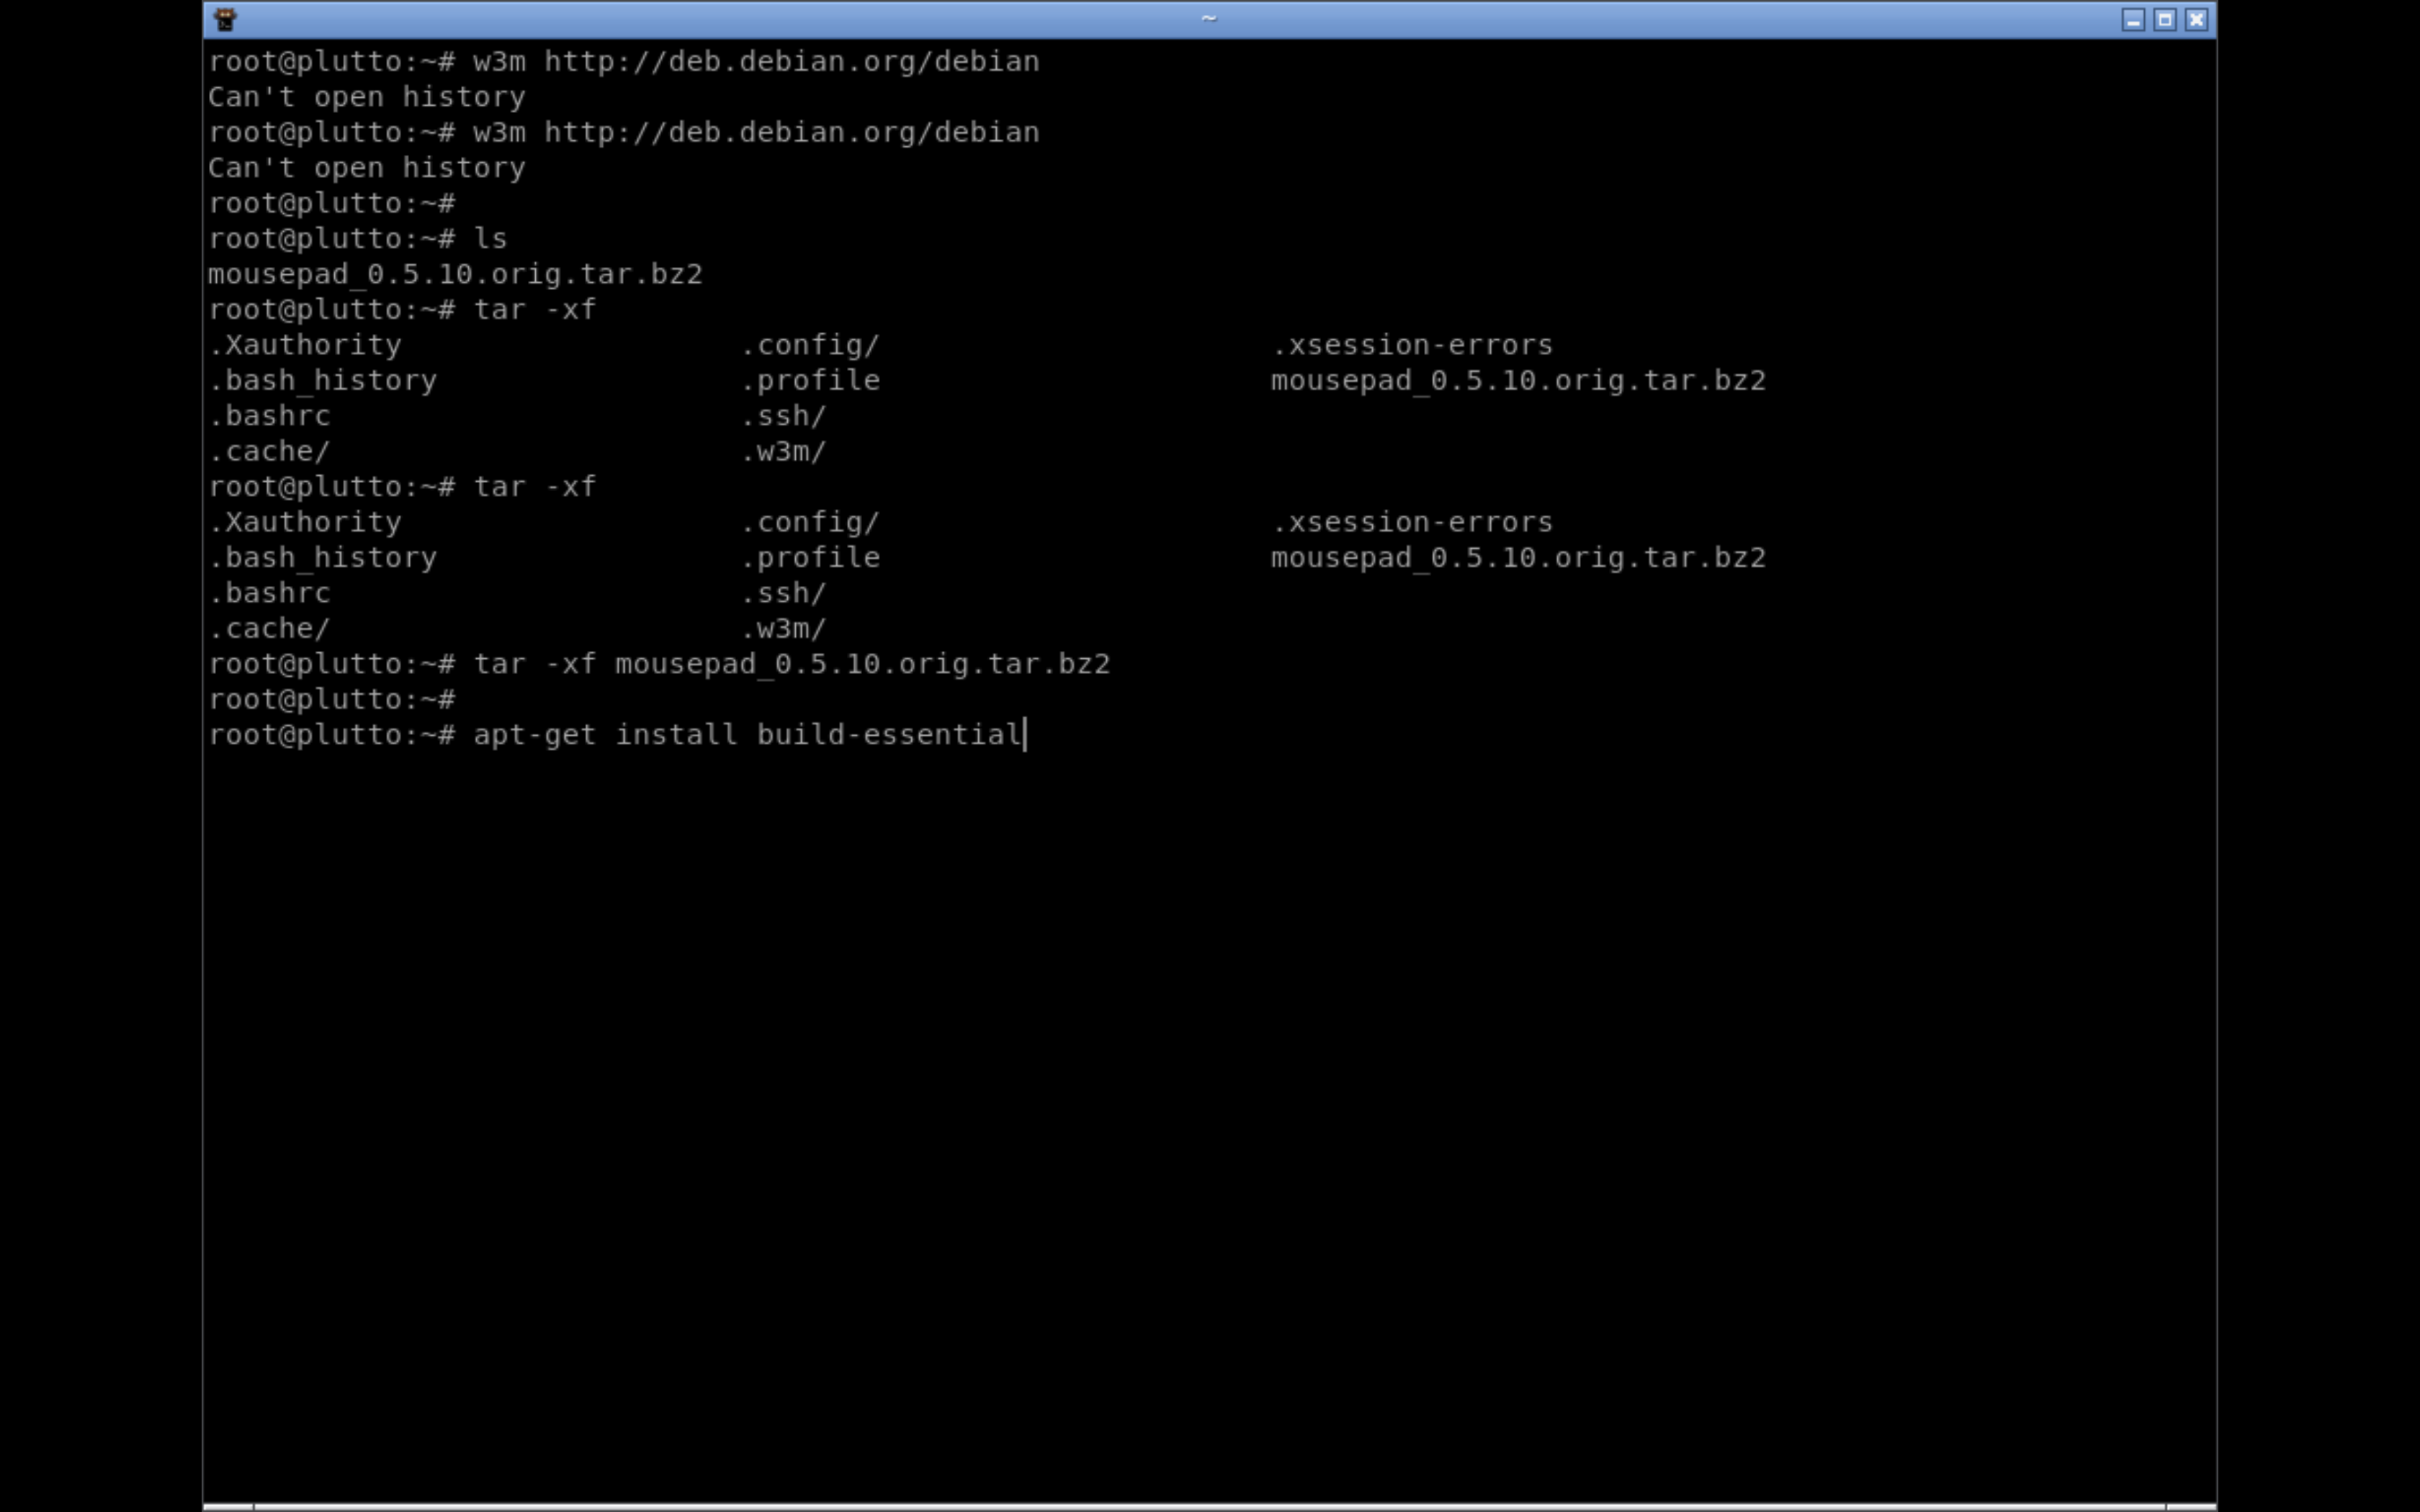 ~
root@plutto:~# w3m http://deb.debian.org/debian
Can't open history
root@plutto:~# w3m http://deb.debian.org/debian
Can't open history
root@plutto:~#
root@plutto:~# ls
mousepad_0.5.10.orig.tar.bz2
root@plutto:~# tar -xf
.Xauthority .config/ .xsession-errors
.bash_history .profile mousepad_0.5.10.orig.tar.bz2
.bashrc .ssh/
.cache/ .w3m/
root@plutto:~# tar -xf
.Xauthority .config/ .xsession-errors
.bash_history .profile mousepad_0.5.10.orig.tar.bz2
.bashrc .ssh/
.cache/ .w3m/
root@plutto:~# tar -xf mousepad_0.5.10.orig.tar.bz2
root@plutto:~#
root@plutto:~# apt-get install build-essential